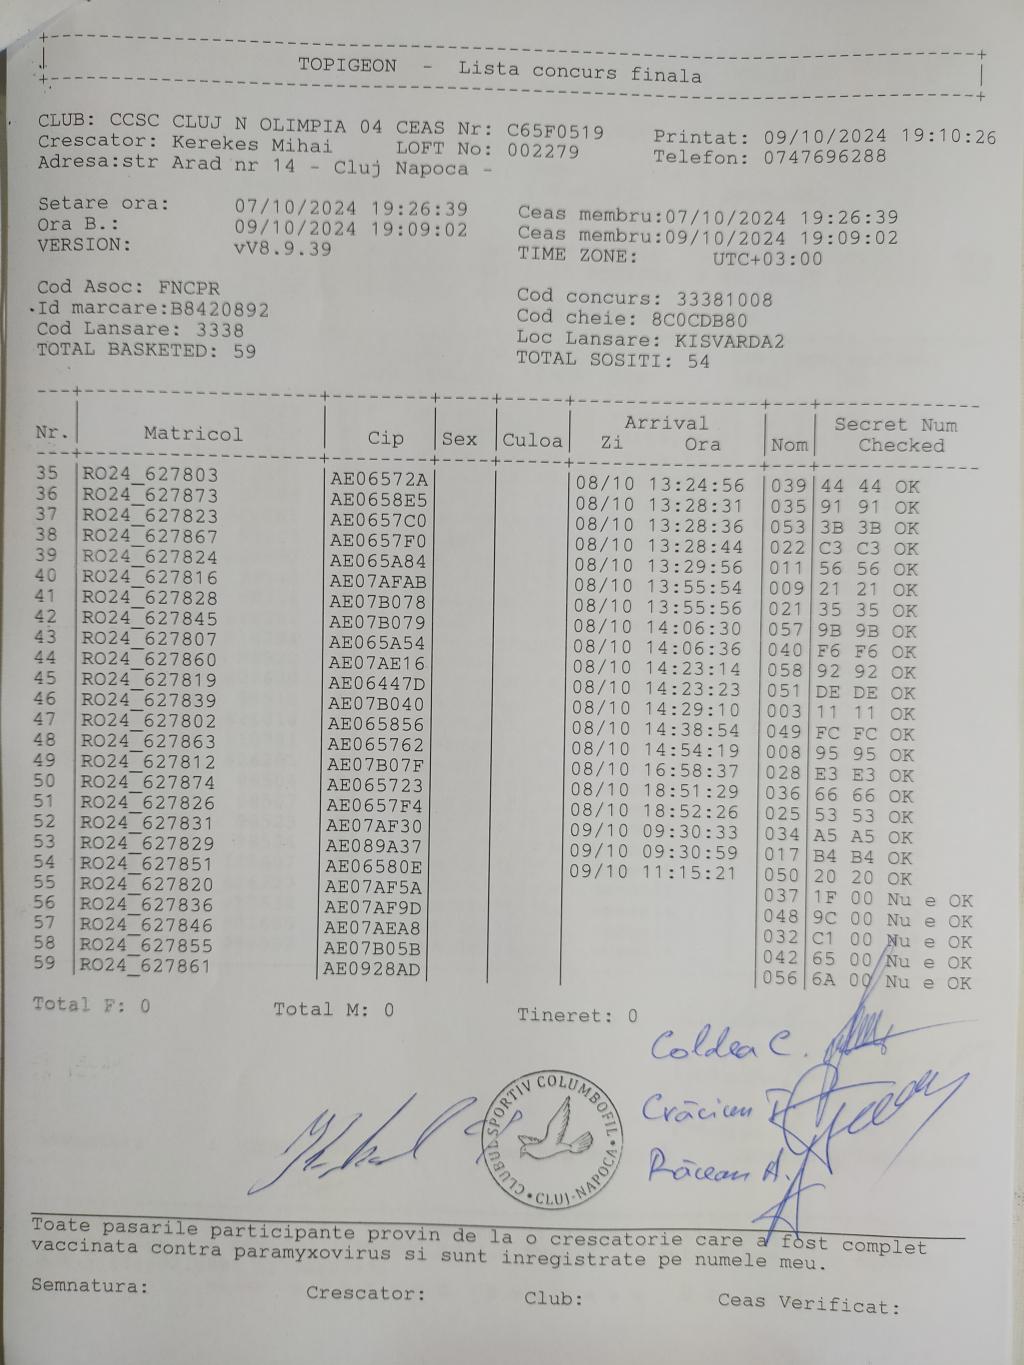 TOPIGEON - Lista concurs finala
CLUB: CCSC CLUJ N OLIMPIA 04 CEAS Nr: C65F0519 Printat: 09/10/2024 19:10:26
Crescator: Kerekes Mihai LOFT No: 002279 Telefon: 0747696288
Adresa:str Arad nr 14 - Cluj Napoca -
Setare ora: 07/10/2024 19:26:39 Ceas membru:07/10/2024 19:26:39
Ora B.: 09/10/2024 19:09:02 Ceas membru:09/10/2024 19:09:02
VERSION: vV8.9.39 TIME ZONE: UTC+03:00
Cod Asoc: FNCPR Cod concurs: 33381008
Id marcare:B8420892 Cod cheie: 8C0CDB80
Cod Lansare: 3338 Loc Lansare: KISVARDA2
TOTAL BASKETED: 59 TOTAL SOSITI: 54
Arrival Secret Num
Nr. Matricol Cip Sex Culoa Zi Ora Nom Checked
35 RO24_627803 AE06572A 08/10 13:24:56 039 44 44 OK
36 RO24_627873 AE0658E5 08/10 13:28:31 035 91 91 OK
37 RO24_627823 AE0657C0 08/10 13:28:36 053 3B 3B OK
38 RO24_627867 AE0657F0 08/10 13:28:44 022 C3 C3 OK
39 RO24_627824 AE065A84 08/10 13:29:56 011 56 56 OK
40 RO24_627816 AE07AFAB 08/10 13:55:54 009 21 21 OK
41 RO24_627828 AE07B078 08/10 13:55:56 021 35 35 OK
42 RO24_627845 AE07B079 08/10 14:06:30 057 9B 9B OK
43 RO24_627807 AE065A54 08/10 14:06:36 040 F6 F6 OK
44 RO24_627860 AE07AE16 08/10 14:23:14 058 92 92 OK
45 RO24_627819 AE06447D 08/10 14:23:23 051 DE DE OK
46 RO24_627839 AE07B040 08/10 14:29:10 003 11 11 OK
47 RO24_627802 AE065856 08/10 14:38:54 049 FC FC OK
48 RO24_627863 AE065762 08/10 14:54:19 008 95 95 OK
49 RO24_627812 AE07B07F 08/10 16:58:37 028 E3 E3 OK
50 RO24_627874 AE065723 08/10 18:51:29 036 66 66 OK
51 RO24_627826 AE0657F4 08/10 18:52:26 025 53 53 OK
52 RO24_627831 AE07AF30 09/10 09:30:33 034 A5 A5 OK
53 RO24_627829 AE089A37 09/10 09:30:59 017 B4 B4 OK
54 RO24_627851 AE06580E 09/10 11:15:21 050 20 20 OK
55 RO24_627820 AE07AF5A 037 1F 00 Nu e OK
56 RO24_627836 AE07AF9D 048 9C 00 Nu e OK
57 RO24_627846 AE07AEA8 032 C1 00 Nu e OK
58 RO24_627855 AE07B05B 042 65 00 Nu e OK
59 RO24_627861 AE0928AD 056 6A 00 Nu e OK
Total F: 0 Total M: 0 Tineret: 0
Coldea C.
Crăciun
Răcean A.
CLUBUL SPORTIV COLUMBOFIL
CLUJ-NAPOCA
Toate pasarile participante provin de la o crescatorie care a fost complet
vaccinata contra paramyxovirus si sunt inregistrate pe numele meu.
Semnatura: Crescator: Club: Ceas Verificat: